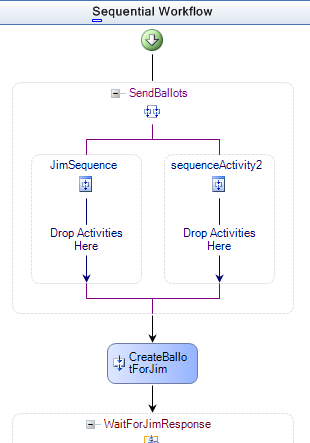 Sequential Workflow
SendBallots
JimSequence
sequenceActivity2
Drop Activities
Here
Drop Activities
Here
CreateBallo
tForJim
WaitForJimResponse